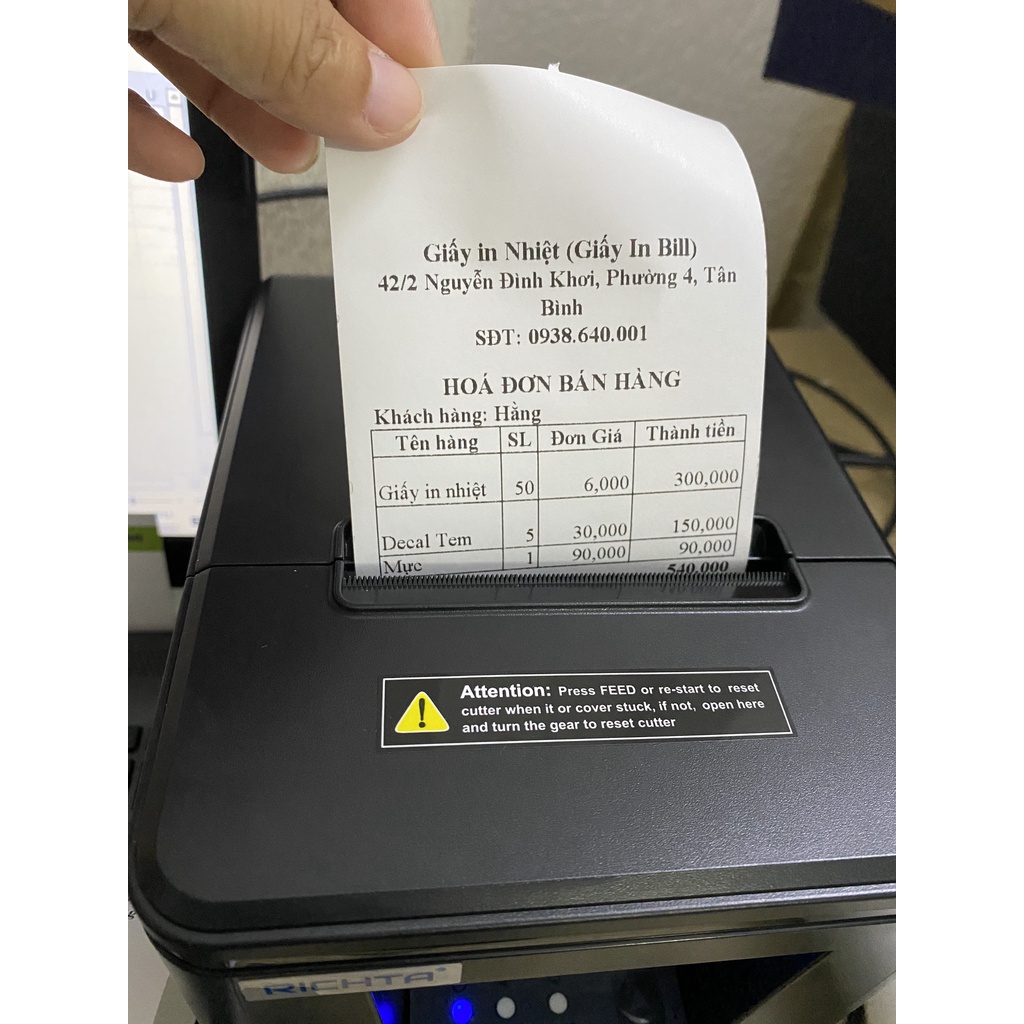 Giấy in Nhiệt (Giấy In Bill)
42/2 Nguyễn Đình Khơi, Phường 4, Tân
Bình
SĐT: 0938.640.001
HOÁ ĐƠN BÁN HÀNG
Khách hàng: Hằng
Tên hàng SL Đơn Giá Thành tiền
Giấy in nhiệt 50 6,000 300,000
Decal Tem 5 30,000 150,000
Mực 1 90,000 90,000
540,000
Attention: Press FEED or re-start to reset
cutter when it or cover stuck, if not, open here
and turn the gear to reset cutter
RICHTA